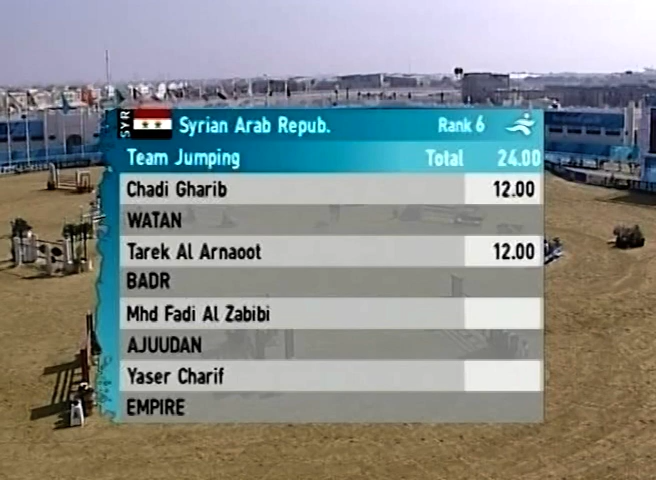 SYR Syrian Arab Repub. Rank 6
Team Jumping Total 24.00
Chadi Gharib 12.00
WATAN
Tarek Al Arnaoot 12.00
BADR
Mhd Fadi Al Zabibi
AJUUDAN
Yaser Charif
EMPIRE